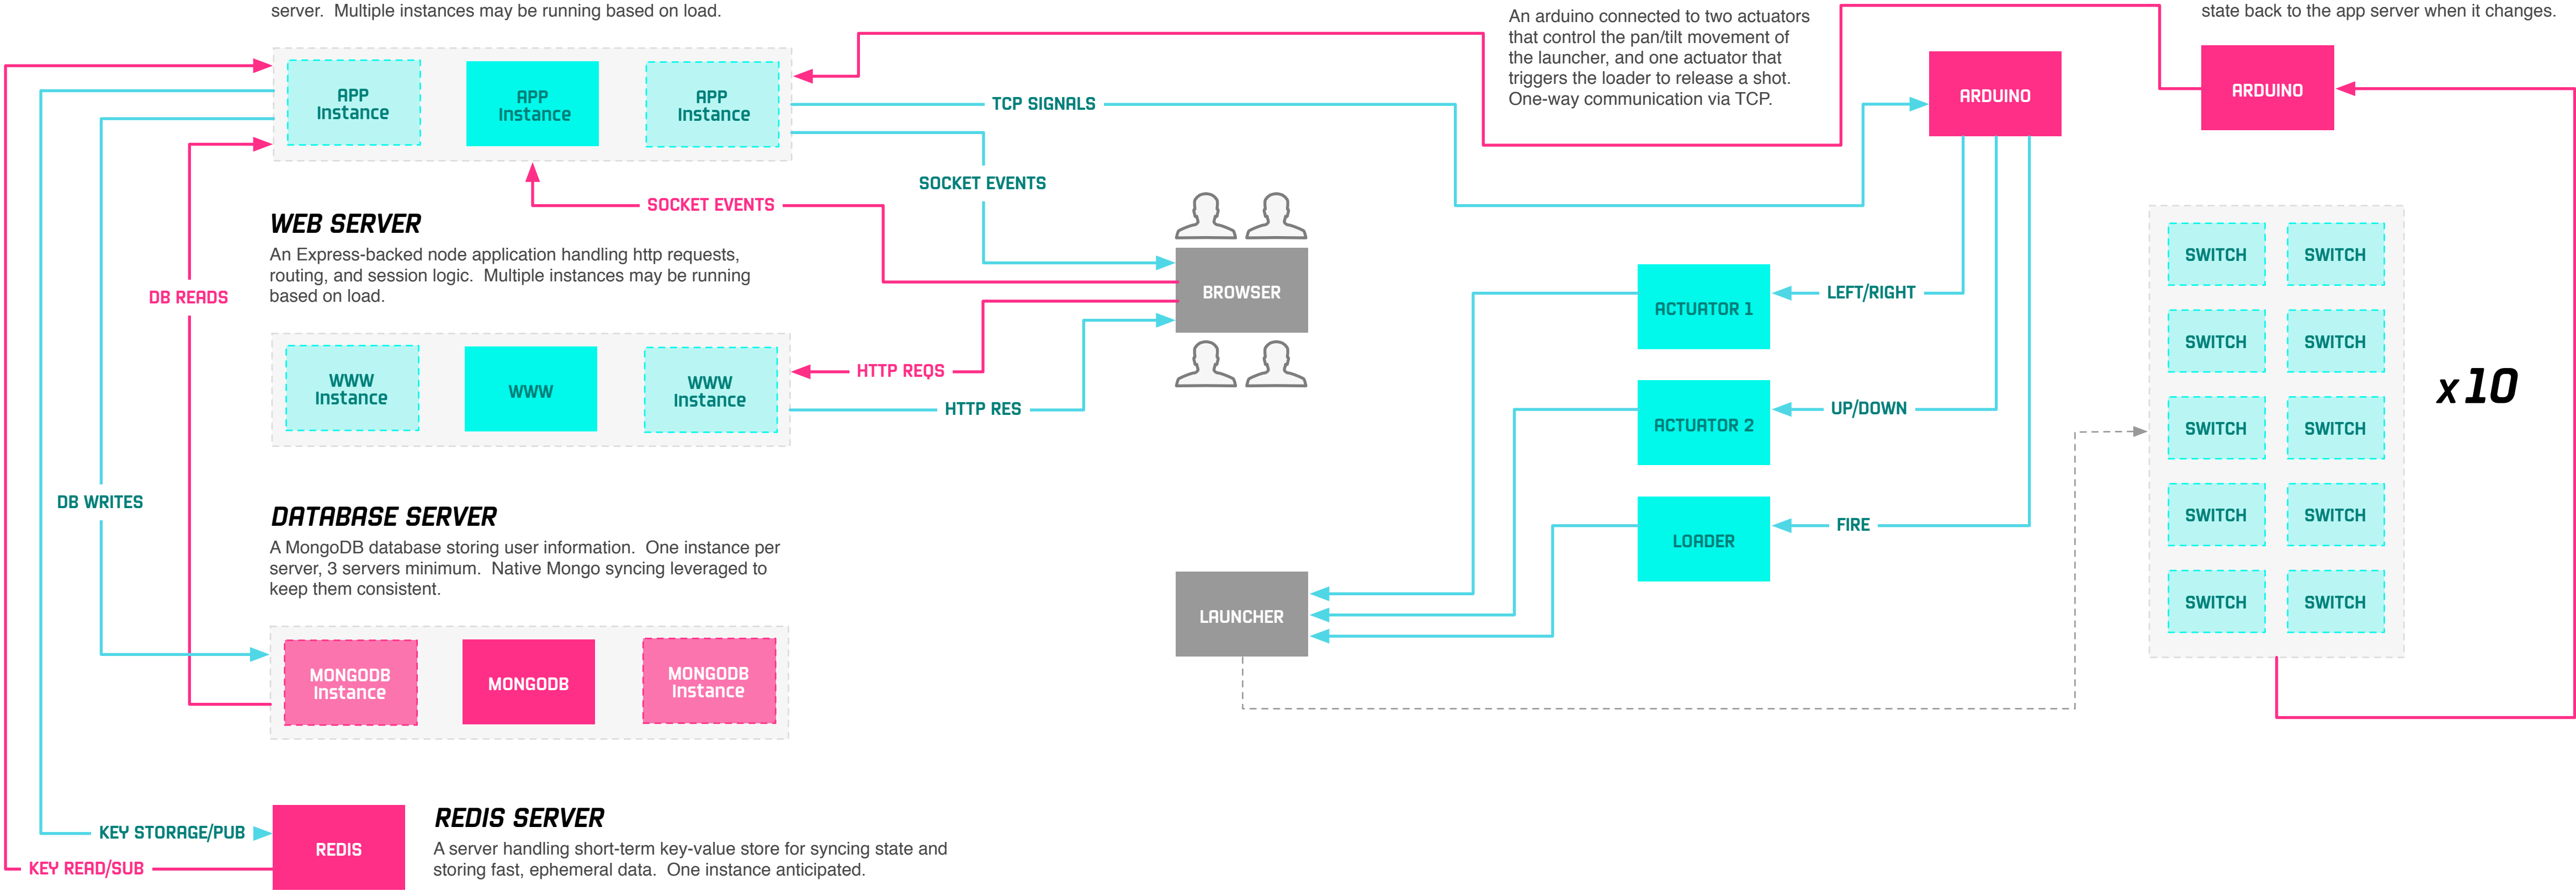 server.  Multiple instances may be running based on load.
An arduino connected to two actuators
that control the pan/tilt movement of
the launcher, and one actuator that
triggers the loader to release a shot.
One-way communication via TCP.
state back to the app server when it changes.
APP
Instance
APP
Instance
APP
Instance
TCP SIGNALS
ARDUINO
ARDUINO
SOCKET EVENTS
SOCKET EVENTS
WEB SERVER
An Express-backed node application handling http requests,
routing, and session logic.  Multiple instances may be running
based on load.
DB READS
BROWSER
WWW
Instance
WWW
WWW
Instance
HTTP REQS
HTTP RES
ACTUATOR 1
LEFT/RIGHT
ACTUATOR 2
UP/DOWN
LOADER
FIRE
LAUNCHER
SWITCH
SWITCH
SWITCH
SWITCH
SWITCH
SWITCH
SWITCH
SWITCH
SWITCH
SWITCH
x10
DB WRITES
DATABASE SERVER
A MongoDB database storing user information.  One instance per
server, 3 servers minimum.  Native Mongo syncing leveraged to
keep them consistent.
MONGODB
Instance
MONGODB
MONGODB
Instance
KEY STORAGE/PUB
KEY READ/SUB
REDIS
REDIS SERVER
A server handling short-term key-value store for syncing state and
storing fast, ephemeral data.  One instance anticipated.